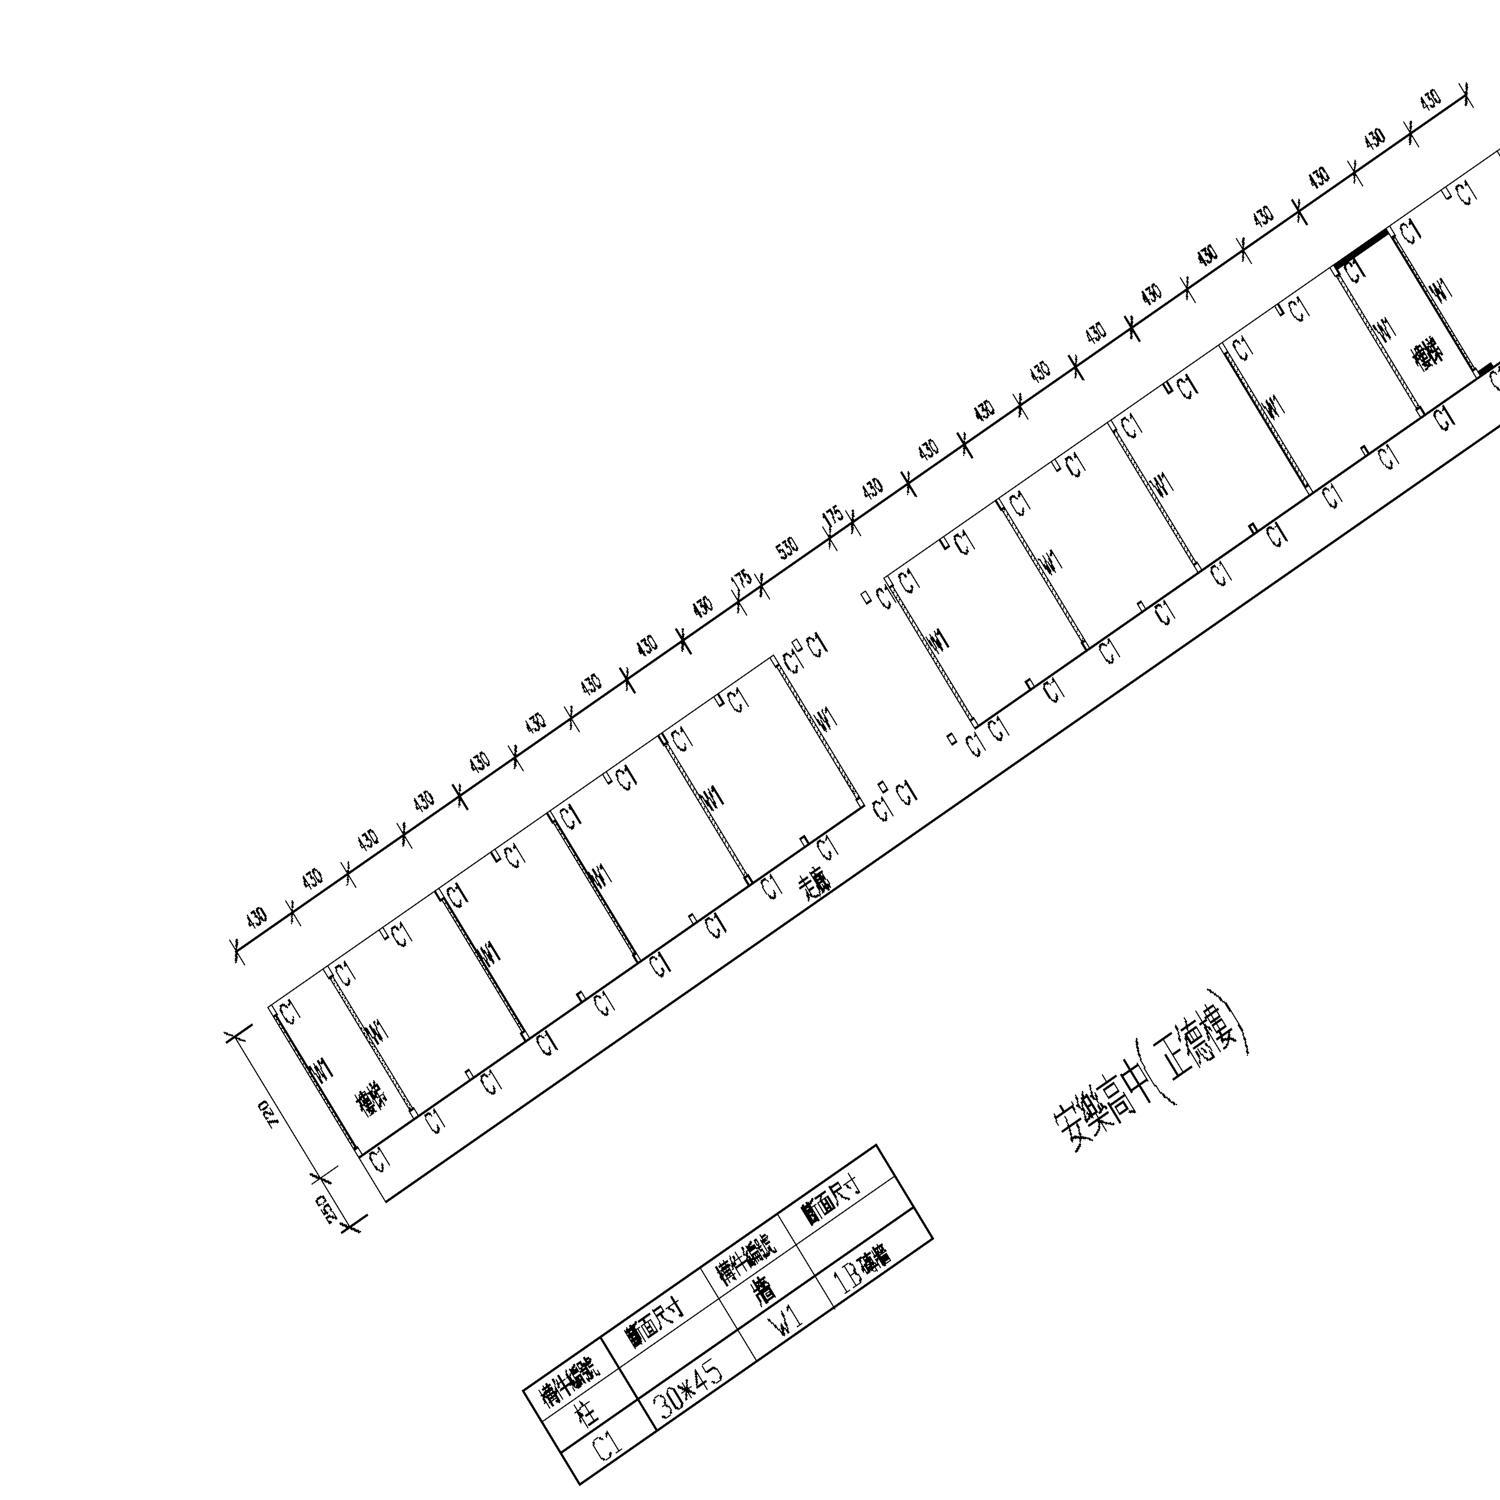 430 430 430 430 430 430 430 430 430 175 530 175 430 430 430 430 430 430 430 430 430 430 430
C1 C1 C1 C1 C1 C1 C1 C1 C1 C1 C1 C1 C1 C1 C1 C1 C1 C1 C1 C1 C1 C1 C1
W1 W1 W1 W1 W1 W1 W1 W1 W1 W1 W1 W1
樓梯 樓梯
C1 C1 C1 C1 C1 C1 C1 C1 C1 C1 C1 C1 C1 C1 C1 C1 C1 C1 C1 C1 C1
走廊
720
250
安樂高中(正德樓)
構件編號 斷面尺寸 構件編號 斷面尺寸
柱 牆
C1 30*45 W1 1B磚牆